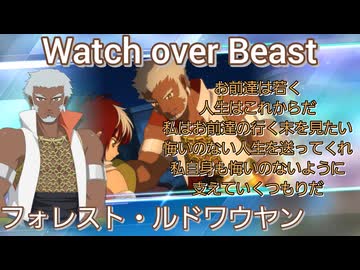 Watch over Beast
お前達は若く
人生はこれからだ
私はお前達の行く末を見たい
悔いのない人生を送ってくれ
私自身も悔いのないように
支えていくつもりだ
フォレスト・ルドワウヤン